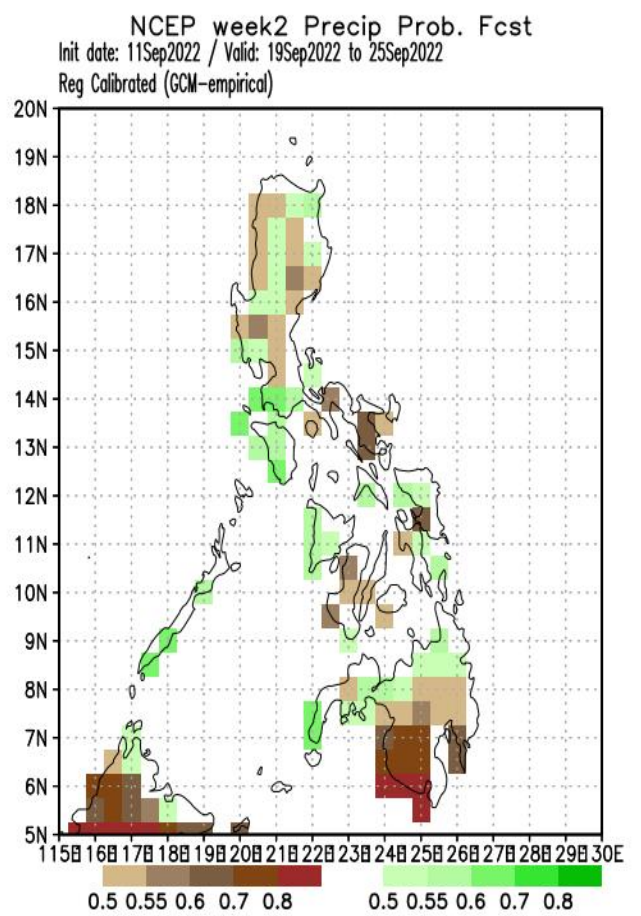 NCEP week2 Precip Prob. Fcst
Init date: 11Sep2022 / Valid: 19Sep2022 to 25Sep2022
Reg Calibrated (GCM-empirical)
20N
19N
18N
17N
16N
15N
14N
13N
12N
11N
10N
9N
8N
7N
6N
5N
115E 116E 117E 118E 119E 120E 121E 122E 123E 124E 125E 126E 127E 128E 129E 130E
0.5 0.55 0.6 0.7 0.8 0.5 0.55 0.6 0.7 0.8